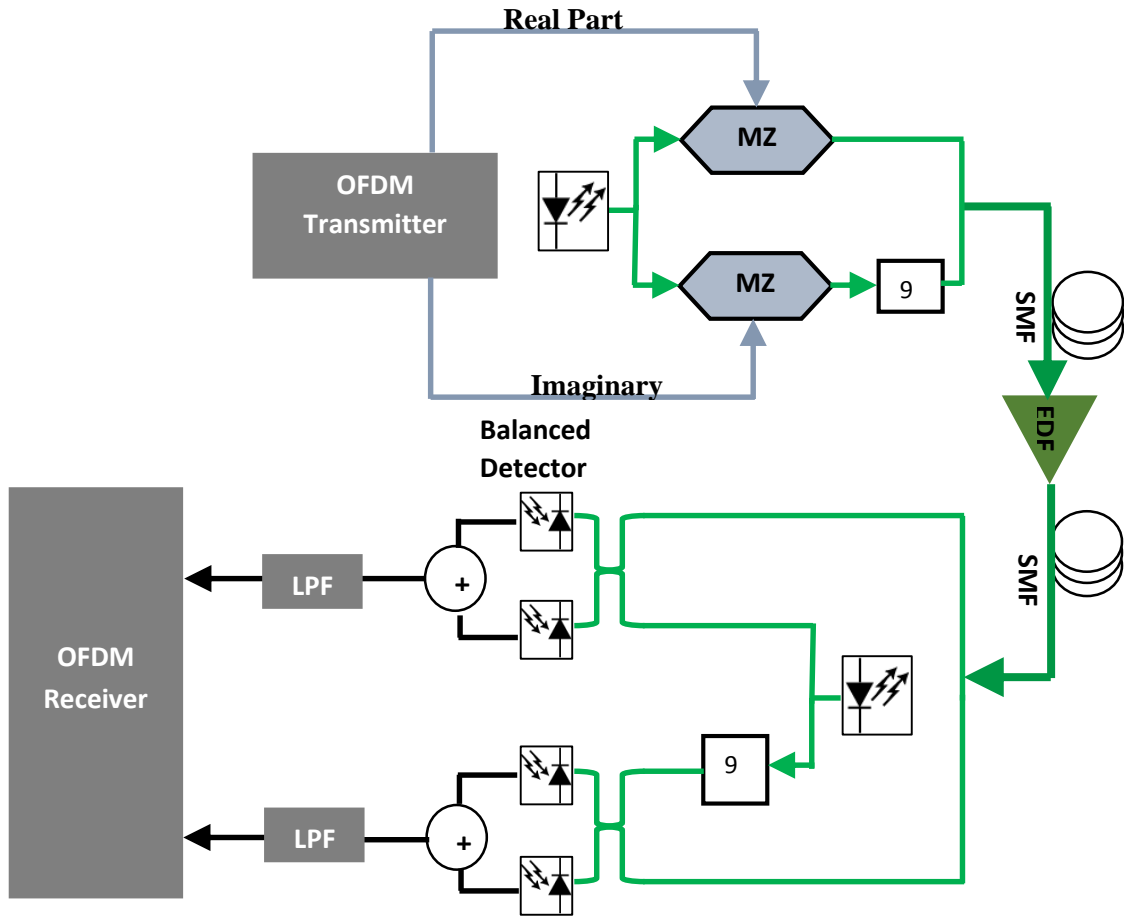 Real Part
MZ
OFDM
Transmitter
MZ
9
SMF
Imaginary
EDF
Balanced
Detector
SMF
LPF
+
OFDM
Receiver
9
LPF
+